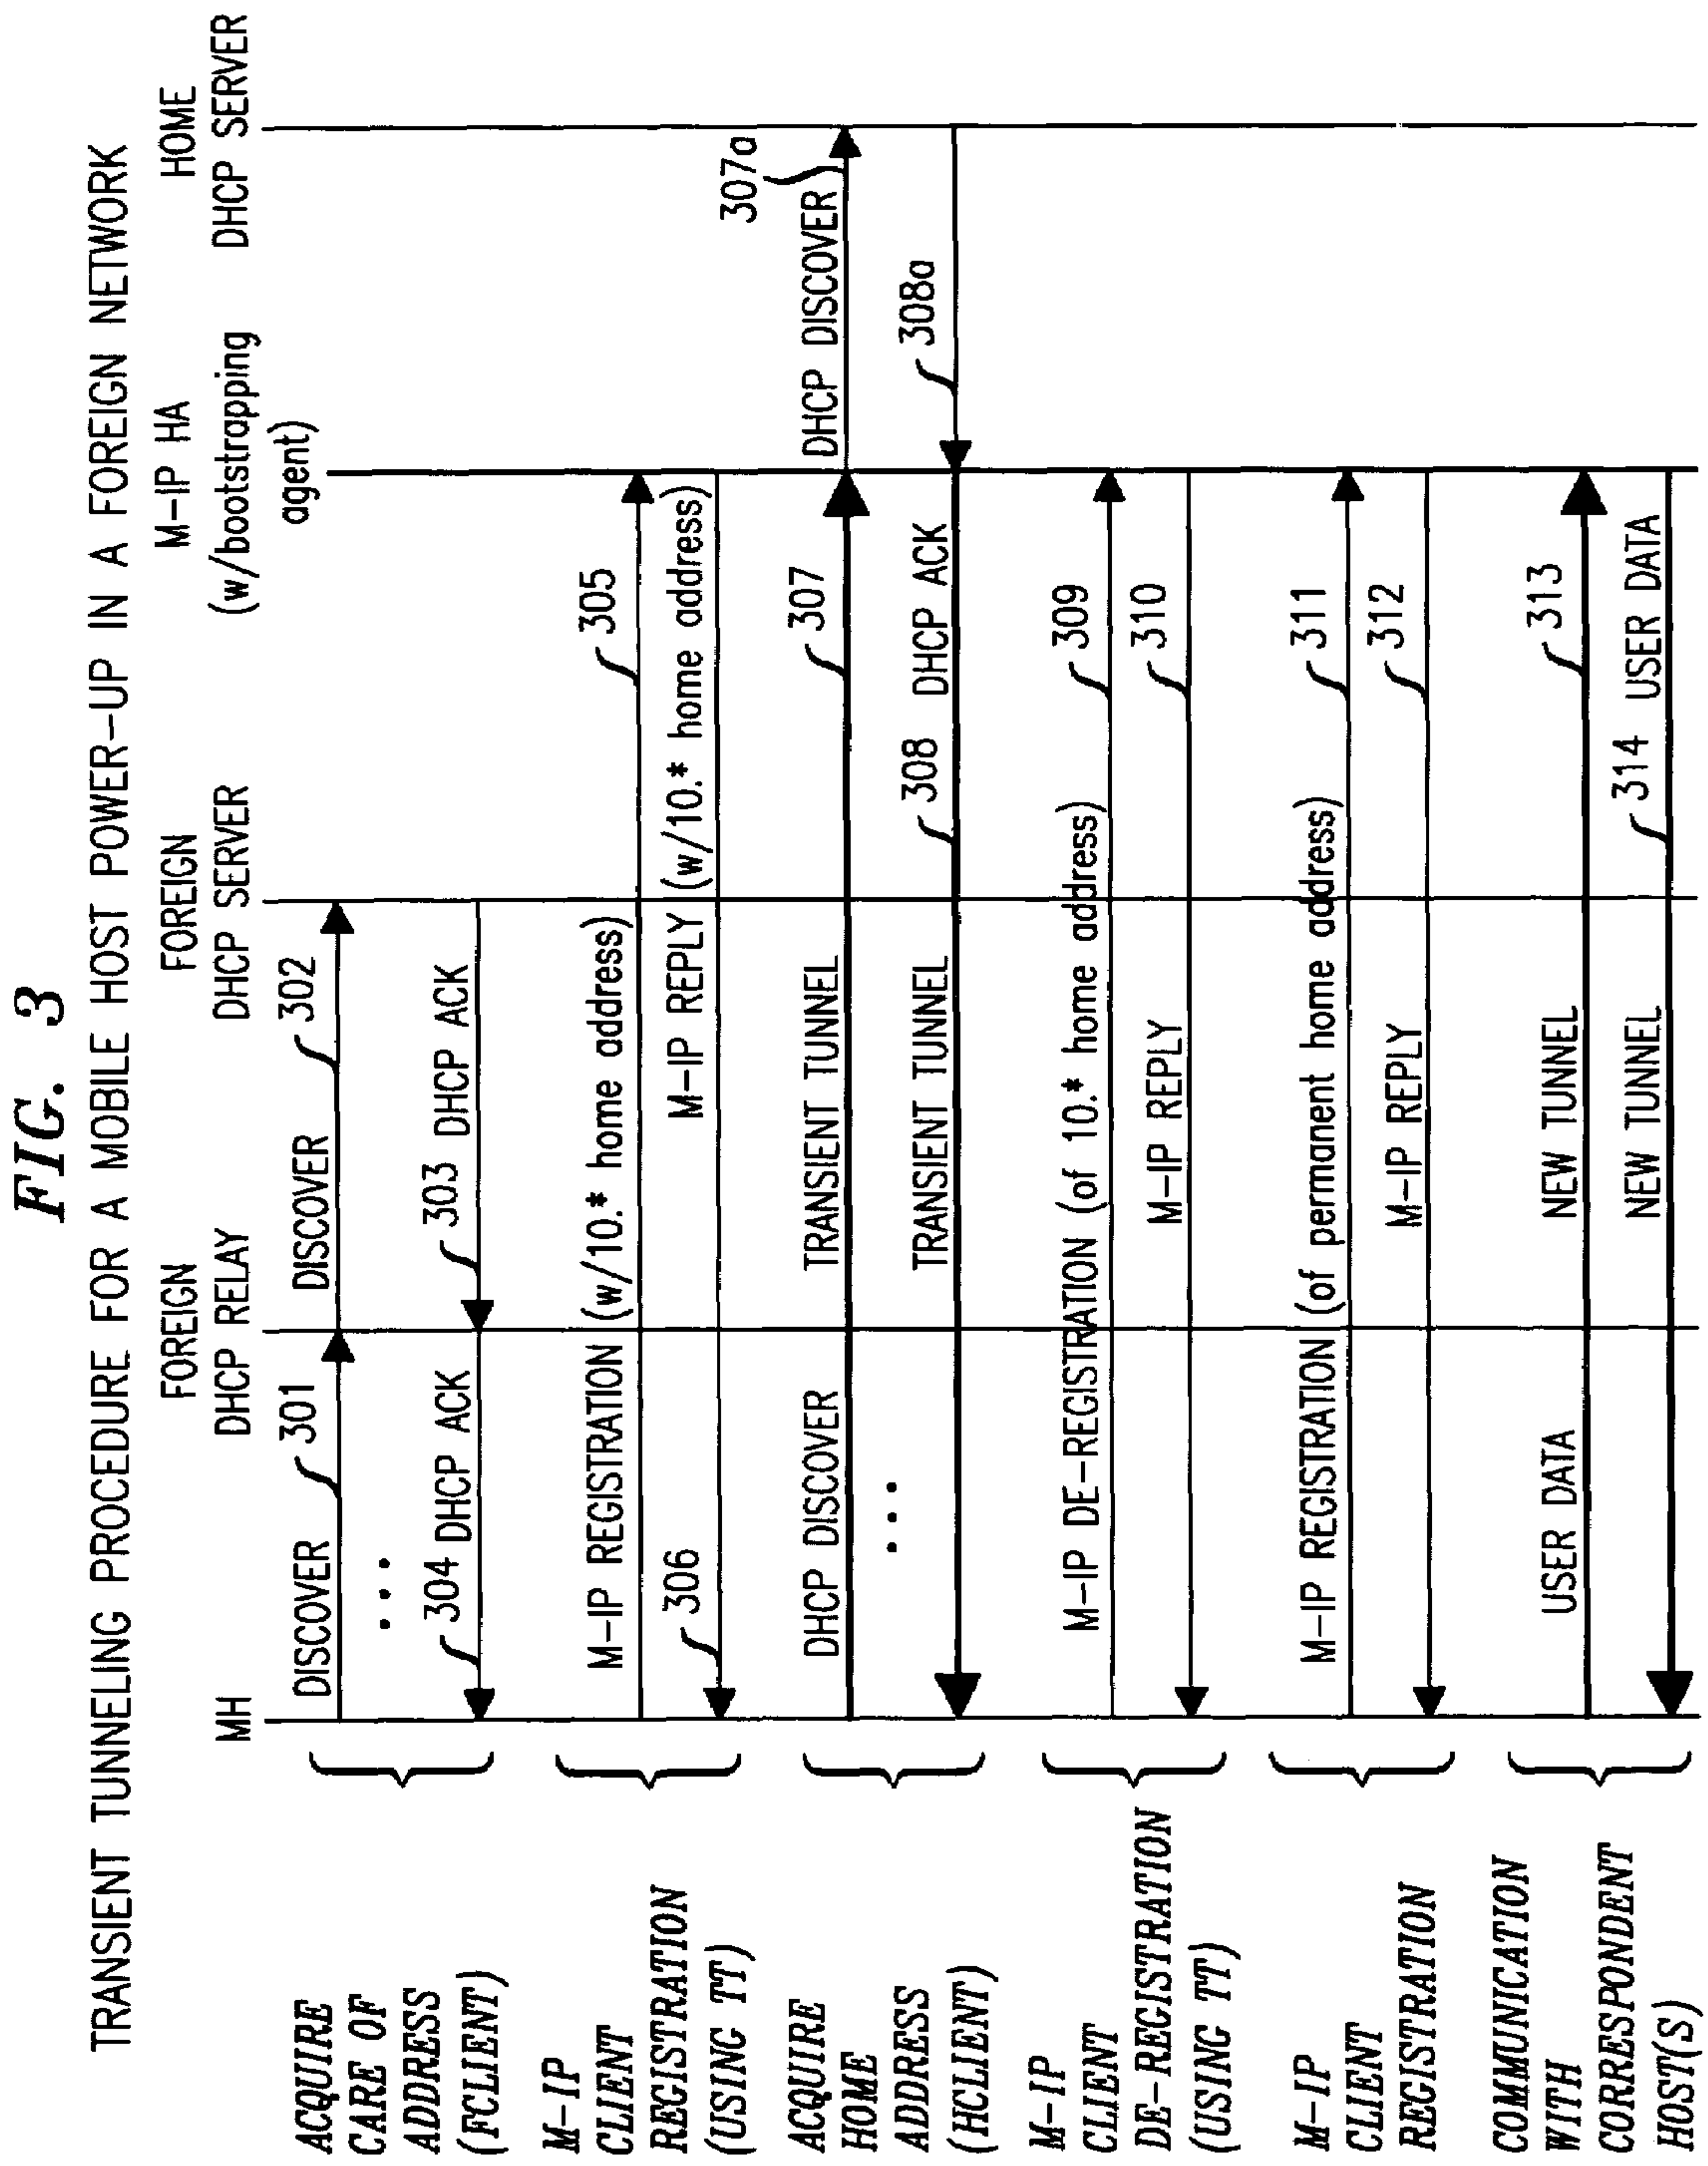 FIG. 3
TRANSIENT TUNNELING PROCEDURE FOR A MOBILE HOST POWER-UP IN A FOREIGN NETWORK
MH
FOREIGN
DHCP RELAY
FOREIGN
DHCP SERVER
M-IP HA
(w/bootstrapping
agent)
HOME
DHCP SERVER
ACQUIRE
CARE OF
ADDRESS
(FCLIENT)
DISCOVER
301
DISCOVER
302
...
304 DHCP ACK
303 DHCP ACK
M-IP
CLIENT
REGISTRATION
(USING TT)
M-IP REGISTRATION (w/10.* home address)
305
306
M-IP REPLY (w/10.* home address)
ACQUIRE
HOME
ADDRESS
(HCLIENT)
DHCP DISCOVER
TRANSIENT TUNNEL
307
DHCP DISCOVER
307a
...
TRANSIENT TUNNEL
308 DHCP ACK
308a
M-IP
CLIENT
DE-REGISTRATION
(USING TT)
M-IP DE-REGISTRATION (of 10.* home address)
309
M-IP REPLY
310
M-IP
CLIENT
REGISTRATION
M-IP REGISTRATION (of permanent home address)
311
M-IP REPLY
312
COMMUNICATION
WITH
CORRESPONDENT
HOST(S)
USER DATA
NEW TUNNEL
313
NEW TUNNEL
314 USER DATA